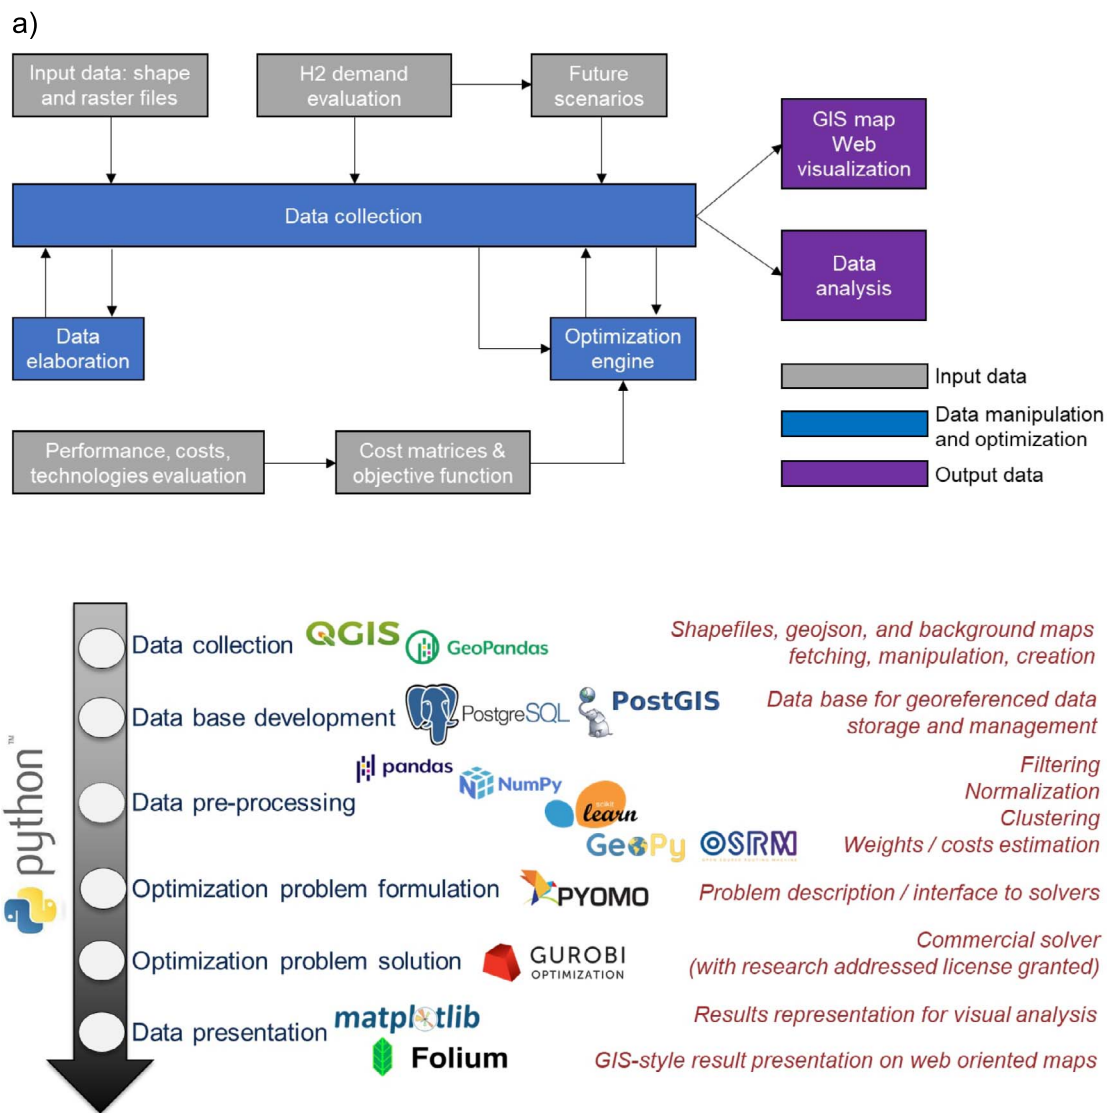 a)
Input data: shape
and raster files
H2 demand
evaluation
Future
scenarios
GIS map
Web
visualization
Data collection
Data
analysis
Data
elaboration
Optimization
engine
Input data
Data manipulation
and optimization
Output data
Performance, costs,
technologies evaluation
Cost matrices &
objective function
python™
Data collection
QGIS
GeoPandas
Shapefiles, geojson, and background maps
fetching, manipulation, creation
Data base development
PostgreSQL
PostGIS
Data base for georeferenced data
storage and management
Data pre-processing
pandas
NumPy
scikit
learn
GeoPy
OSRM
Filtering
Normalization
Clustering
Weights / costs estimation
Optimization problem formulation
PYOMO
Problem description / interface to solvers
Optimization problem solution
GUROBI
OPTIMIZATION
Commercial solver
(with research addressed license granted)
Data presentation
matplotlib
Results representation for visual analysis
Folium
GIS-style result presentation on web oriented maps